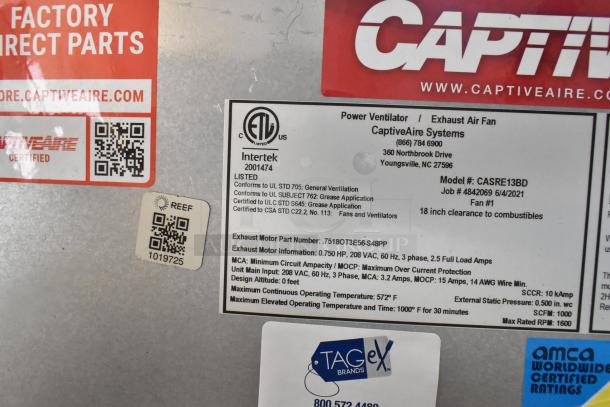 FACTORY
DIRECT PARTS
ORE.CAPTIVEAIRE.COM
CAPTIVEAIRE
CERTIFIED
REEF
1019725
CAPTIV
WWW.CAPTIVEAIRE.CO
C US
Intertek
2001474
Power Ventilator / Exhaust Air Fan
CaptiveAire Systems
(866) 784 6900
360 Northbrook Drive
Youngsville, NC 27596
LISTED
Conforms to UL STD 705: General Ventilation
Conforms to UL SUBJECT 762: Grease Application
Certified to ULC STD S645: Grease Application
Certified to CSA STD C22.2, No. 113: Fans and Ventilators
Model #: CASRE13BD
Job # 4842069 6/4/2021
Fan #1
18 inch clearance to combustibles
Exhaust Motor Part Number: .7518OT3E56-S48PP
Exhaust Motor Information: 0.750 HP, 208 VAC, 60 Hz, 3 phase, 2.5 Full Load Amps
MCA: Minimum Circuit Ampacity / MOCP: Maximum Over Current Protection
Unit Main Input: 208 VAC, 60 Hz, 3 Phase, MCA: 3.2 Amps, MOCP: 15 Amps, 14 AWG Wire Min.
Design Altitude: 0 feet
SCCR: 10 kAmp
Maximum Continuous Operating Temperature: 572° F
External Static Pressure: 0.500 in. wc
Maximum Elevated Operating Temperature and Time: 1000° F for 30 minutes
SCFM: 1000
Max Rated RPM: 1600
TAGeX
BRANDS
800.572.4480
amca
WORLDWIDE
CERTIFIED
RATINGS